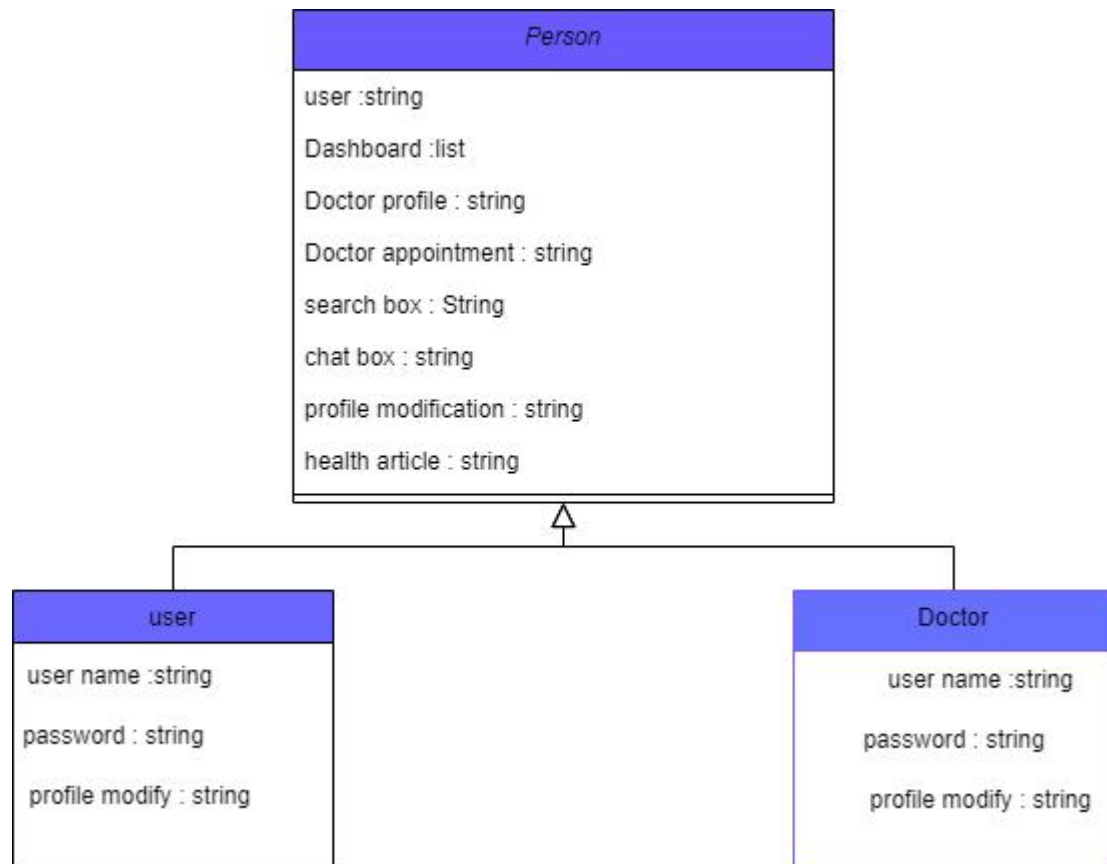 Person
user :string
Dashboard :list
Doctor profile : string
Doctor appointment : string
search box : String
chat box : string
profile modification : string
health article : string
user
user name :string
password : string
profile modify : string
Doctor
user name :string
password : string
profile modify : string